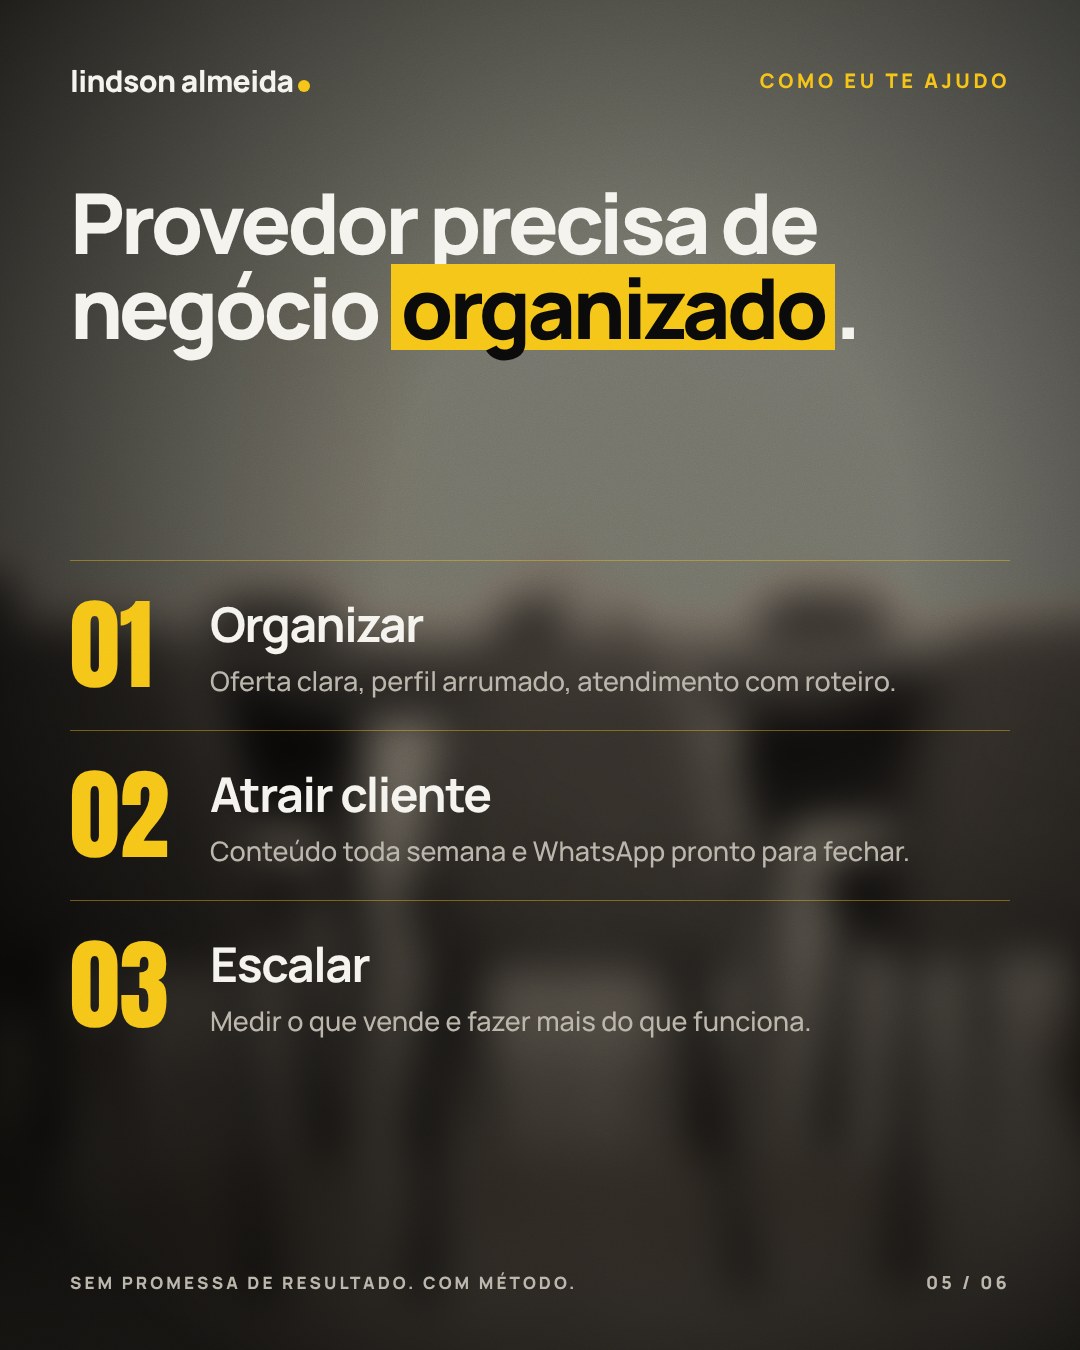 lindson almeida
COMO EU TE AJUDO
Provedor precisa de
negócio organizado.
01
Organizar
Oferta clara, perfil arrumado, atendimento com roteiro.
02
Atrair cliente
Conteúdo toda semana e WhatsApp pronto para fechar.
03
Escalar
Medir o que vende e fazer mais do que funciona.
SEM PROMESSA DE RESULTADO. COM MÉTODO.
05 / 06